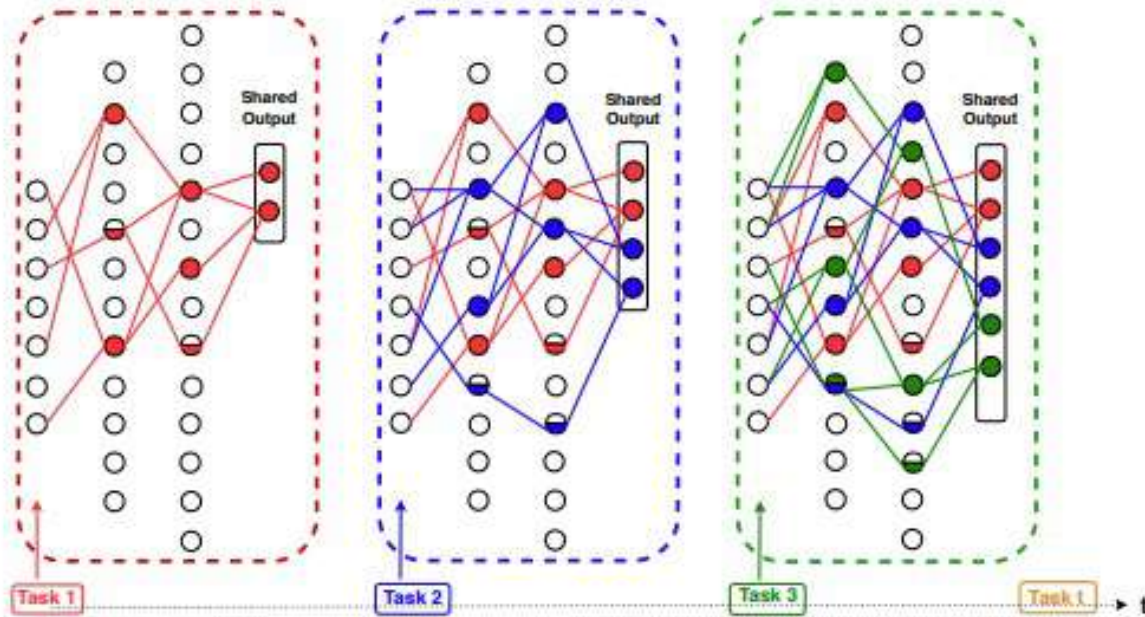 Shared
Output
Shared
Output
Shared
Output
Task 1
Task 2
Task 3
Task t
t